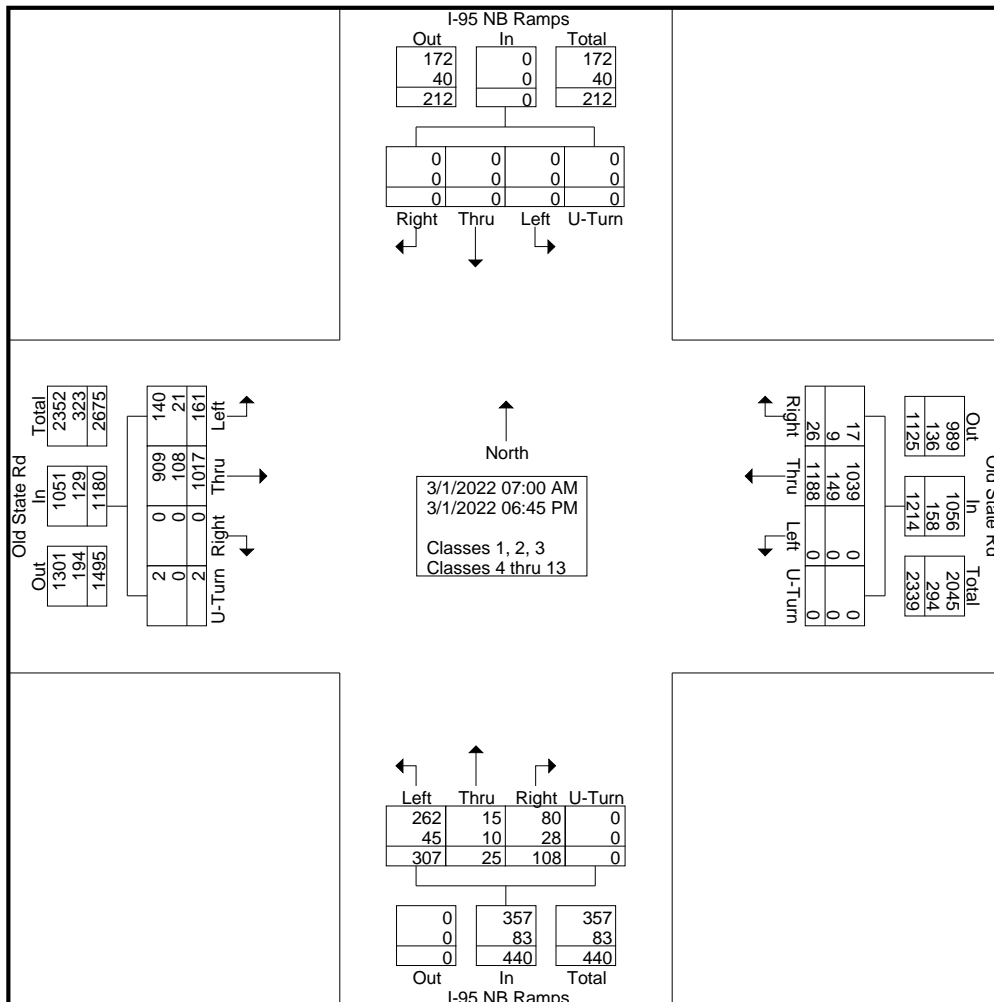 I-95 NB Ramps
Out In Total
172 0 172
40 0 40
212 0 212
0 0 0 0
0 0 0 0
0 0 0 0
Right Thru Left U-Turn
Old State Rd
Total In Out
2352 1051 1301
323 129 194
2675 1180 1495
140 909 0 2
21 108 0 0
161 1017 0 2
Left Thru Right U-Turn
North
3/1/2022 07:00 AM
3/1/2022 06:45 PM
Classes 1, 2, 3
Classes 4 thru 13
Old State Rd
Out In Total
989 1056 2045
136 158 294
1125 1214 2339
17 1039 0 0
9 149 0 0
26 1188 0 0
Right Thru Left U-Turn
Left Thru Right U-Turn
262 15 80 0
45 10 28 0
307 25 108 0
0 357 357
0 83 83
0 440 440
Out In Total
I-95 NB Ramps